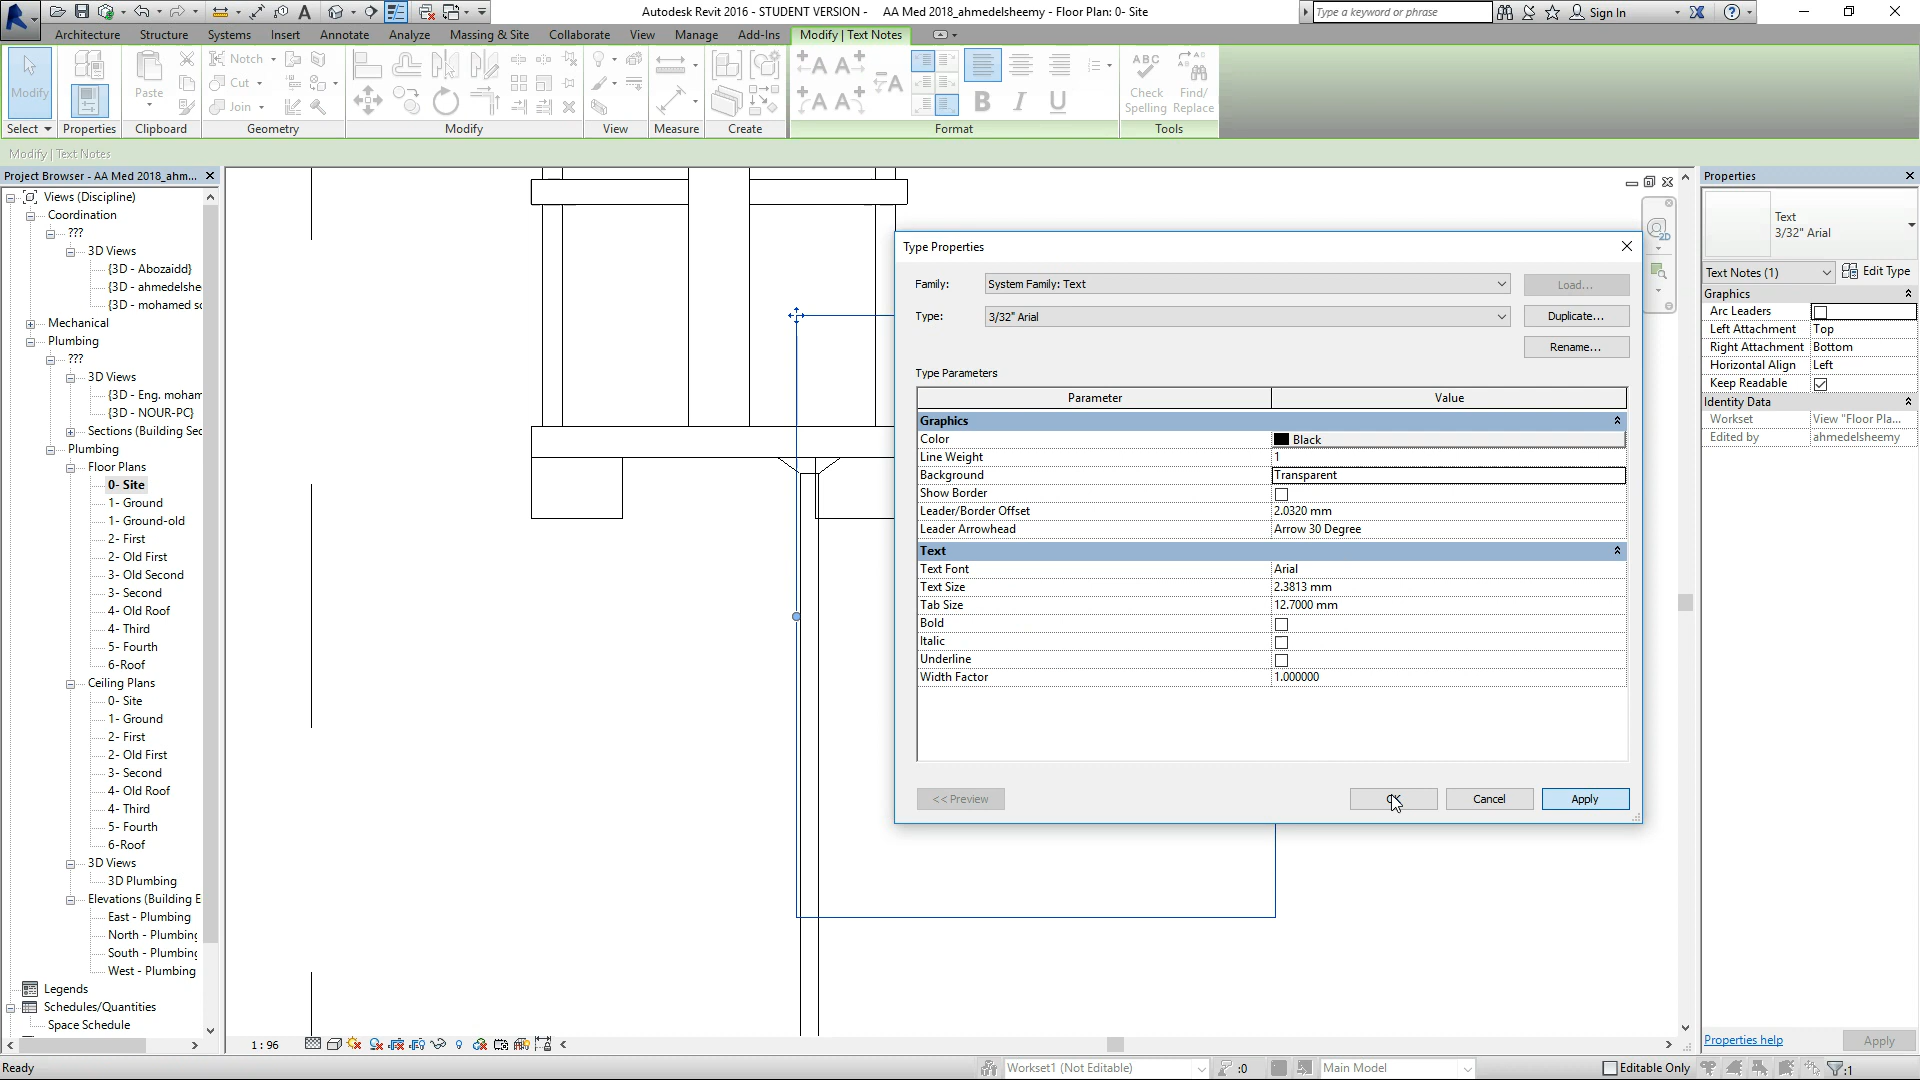 Autodesk Revit 2016 - STUDENT VERSION - AA Med 2018_ahmedelsheemy - Floor Plan: 0- Site
Type a keyword or phrase
Sign In
Architecture Structure Systems Insert Annotate Analyze Massing & Site Collaborate View Manage Add-Ins Modify | Text Notes
Modify
Paste
Notch
Cut
Join
Check Spelling
Find/ Replace
Select Properties Clipboard Geometry Modify View Measure Create Format Tools
Modify | Text Notes
Project Browser - AA Med 2018_ahm...
Views (Discipline)
Coordination
???
3D Views
{3D - Abozaidd}
{3D - ahmedelshe
{3D - mohamed sc
Mechanical
Plumbing
???
3D Views
{3D - Eng. moham
{3D - NOUR-PC}
Sections (Building Sec
Plumbing
Floor Plans
0- Site
1- Ground
1- Ground-old
2- First
2- Old First
3- Old Second
3- Second
4- Old Roof
4- Third
5- Fourth
6-Roof
Ceiling Plans
0- Site
1- Ground
2- First
2- Old First
3- Second
4- Old Roof
4- Third
5- Fourth
6-Roof
3D Views
3D Plumbing
Elevations (Building E
East - Plumbing
North - Plumbing
South - Plumbing
West - Plumbing
Legends
Schedules/Quantities
Space Schedule
Type Properties
Family: System Family: Text Load...
Type: 3/32" Arial Duplicate...
Rename...
Type Parameters
Parameter Value
Graphics
Color Black
Line Weight 1
Background Transparent
Show Border
Leader/Border Offset 2.0320 mm
Leader Arrowhead Arrow 30 Degree
Text
Text Font Arial
Text Size 2.3813 mm
Tab Size 12.7000 mm
Bold
Italic
Underline
Width Factor 1.000000
<< Preview OK Cancel Apply
Properties
Text
3/32" Arial
Text Notes (1) Edit Type
Graphics
Arc Leaders
Left Attachment Top
Right Attachment Bottom
Horizontal Align Left
Keep Readable
Identity Data
Workset View "Floor Pla...
Edited by ahmedelsheemy
Properties help Apply
1 : 96
Ready
Workset1 (Not Editable) :0 Main Model Editable Only :1